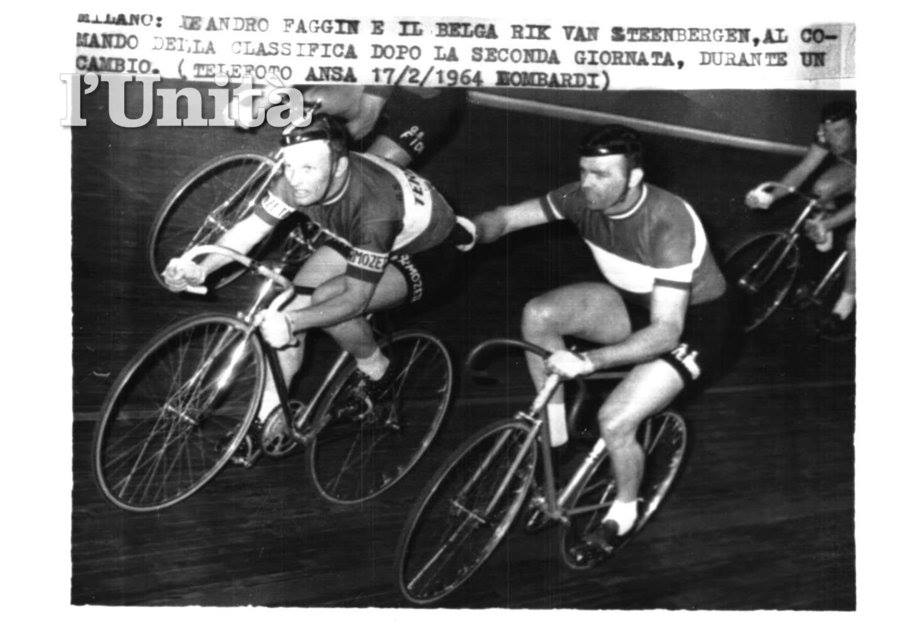 MILANO: LEANDRO FAGGIN E IL BELGA RIK VAN STEENBERGEN, AL CO-
MANDO DELLA CLASSIFICA DOPO LA SECONDA GIORNATA, DURANTE UN
CAMBIO. (TELEFOTO ANSA 17/2/1964 LOMBARDI)
l'Unità